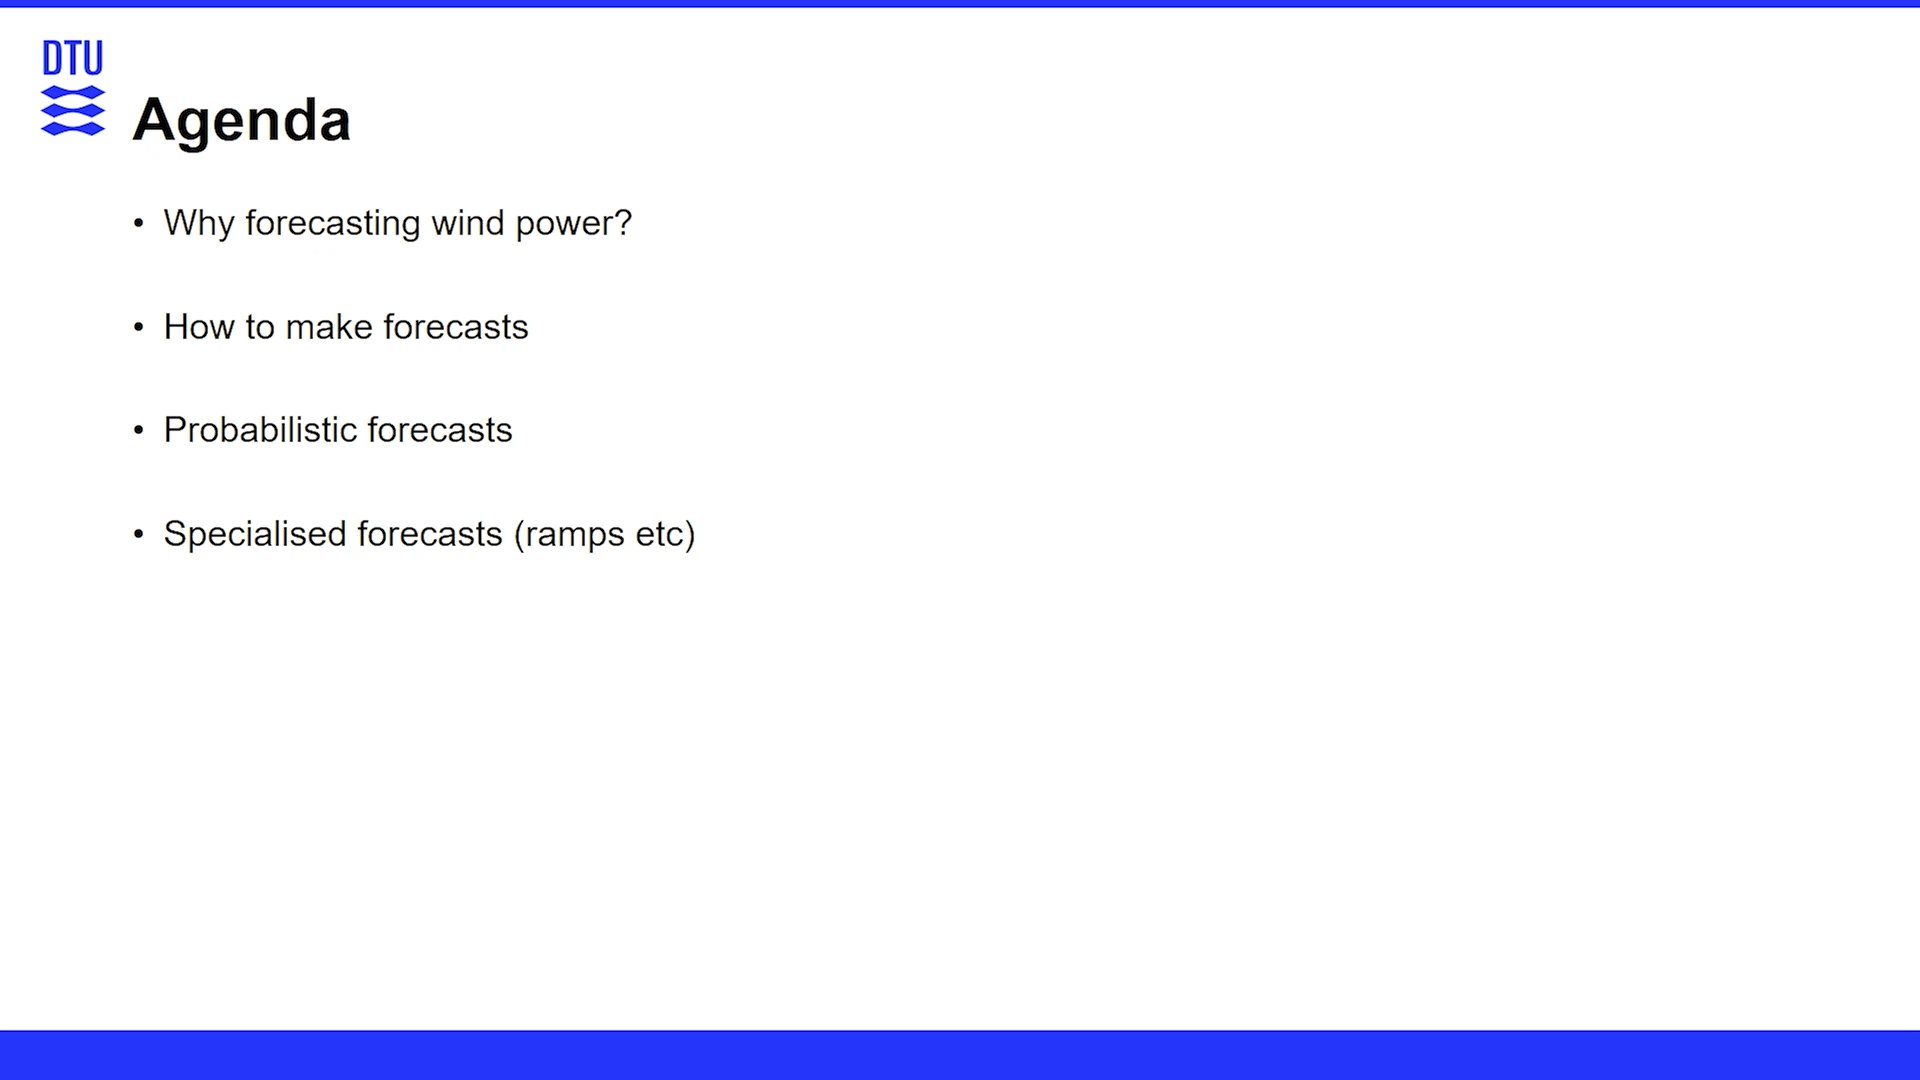 DTU
Agenda
• Why forecasting wind power?
• How to make forecasts
• Probabilistic forecasts
• Specialised forecasts (ramps etc)